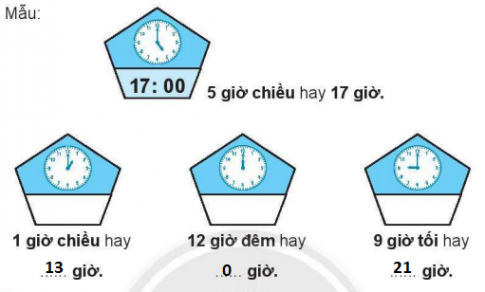 Mẫu:
17: 00
5 giờ chiều hay 17 giờ.
1 giờ chiều hay
12 giờ đêm hay
9 giờ tối hay
13 giờ.
0 giờ.
21 giờ.